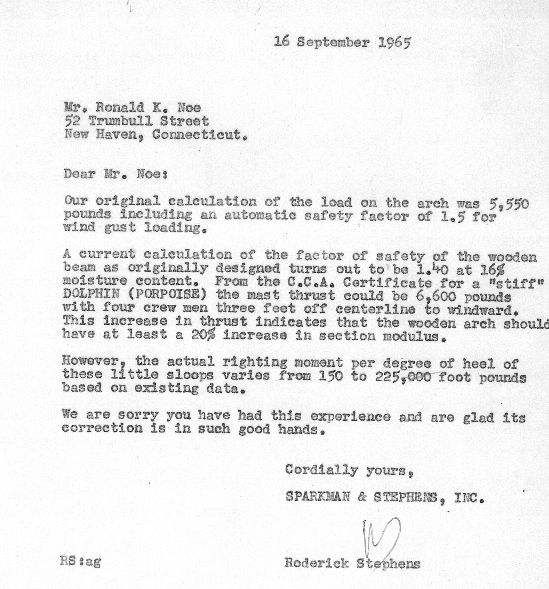 16 September 1965
Mr. Ronald K. Noe
52 Trumbull Street
New Haven, Connecticut.
Dear Mr. Noe:
Our original calculation of the load on the arch was 5,550
pounds including an automatic safety factor of 1.5 for
wind gust loading.
A current calculation of the factor of safety of the wooden
beam as originally designed turns out to be 1.40 at 16%
moisture content. From the C.C.A. Certificate for a "stiff"
DOLPHIN (PORPOISE) the mast thrust could be 6,600 pounds
with four crew men three feet off centerline to windward.
This increase in thrust indicates that the wooden arch should
have at least a 20% increase in section modulus.
However, the actual righting moment per degree of heel of
these little sloops varies from 150 to 225,000 foot pounds
based on existing data.
We are sorry you have had this experience and are glad its
correction is in such good hands.
Cordially yours,
SPARKMAN & STEPHENS, INC.
RS:ag Roderick Stephens